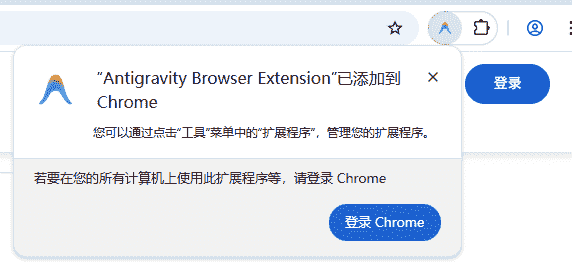 登录
“Antigravity Browser Extension”已添加到
Chrome
您可以通过点击“工具”菜单中的“扩展程序”，管理您的扩展程序。
若要在您的所有计算机上使用此扩展程序等，请登录 Chrome
登录 Chrome